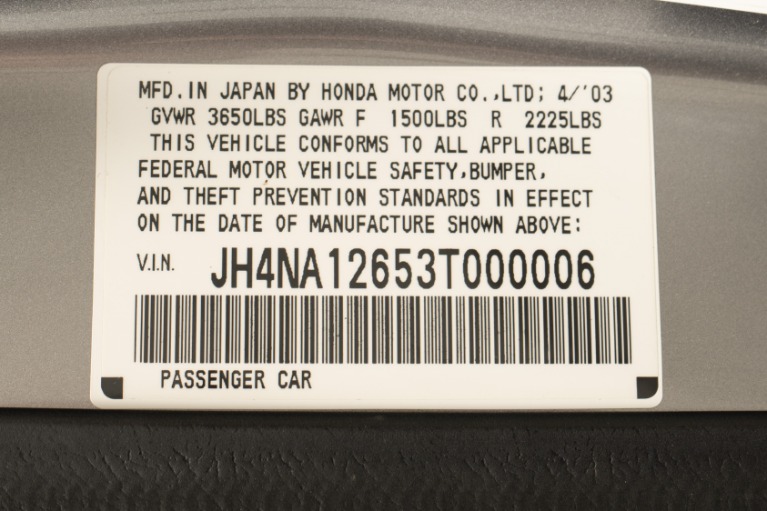 MFD.IN JAPAN BY HONDA MOTOR CO.,LTD; 4/'03
GVWR 3650LBS GAWR F 1500LBS R 2225LBS
THIS VEHICLE CONFORMS TO ALL APPLICABLE
FEDERAL MOTOR VEHICLE SAFETY,BUMPER,
AND THEFT PREVENTION STANDARDS IN EFFECT
ON THE DATE OF MANUFACTURE SHOWN ABOVE:
V.I.N. JH4NA12653T000006
PASSENGER CAR